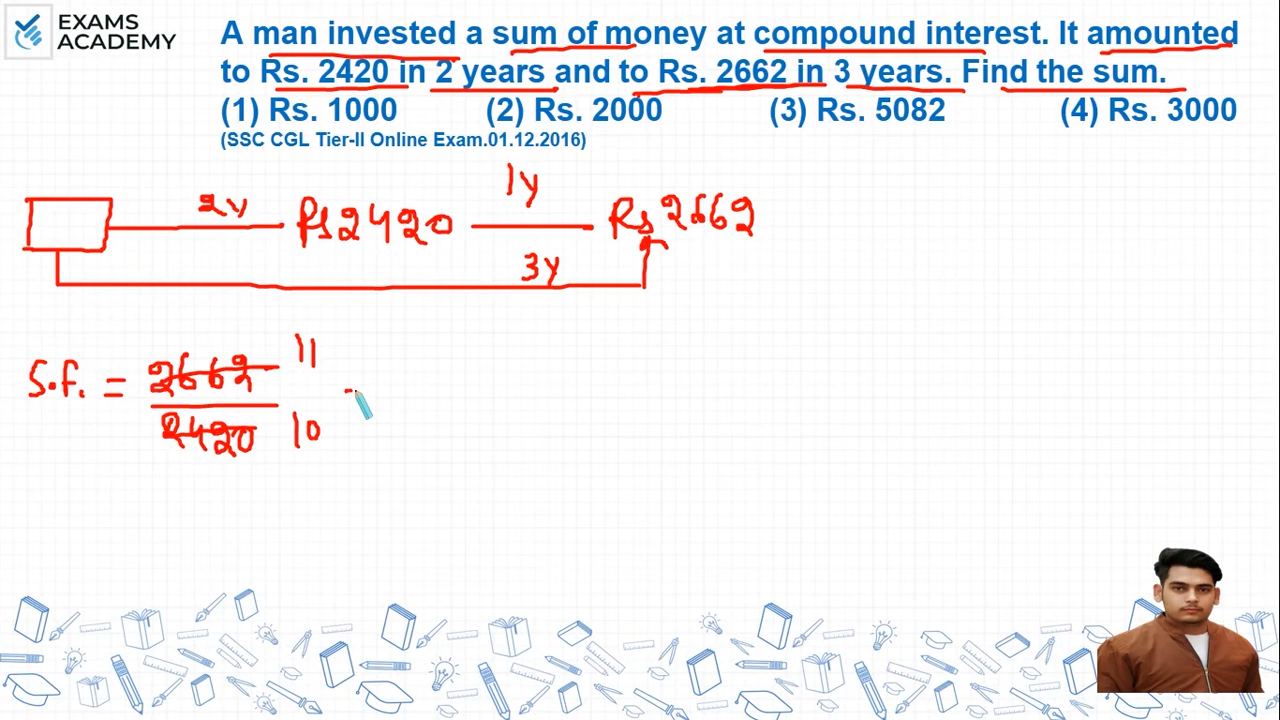 EXAMS
ACADEMY
A man invested a sum of money at compound interest. It amounted
to Rs. 2420 in 2 years and to Rs. 2662 in 3 years. Find the sum.
(1) Rs. 1000 (2) Rs. 2000 (3) Rs. 5082 (4) Rs. 3000
(SSC CGL Tier-II Online Exam.01.12.2016)
2y Rs 2420 1y Rs 2662
3y
S.f. = 2662 11
2420 10